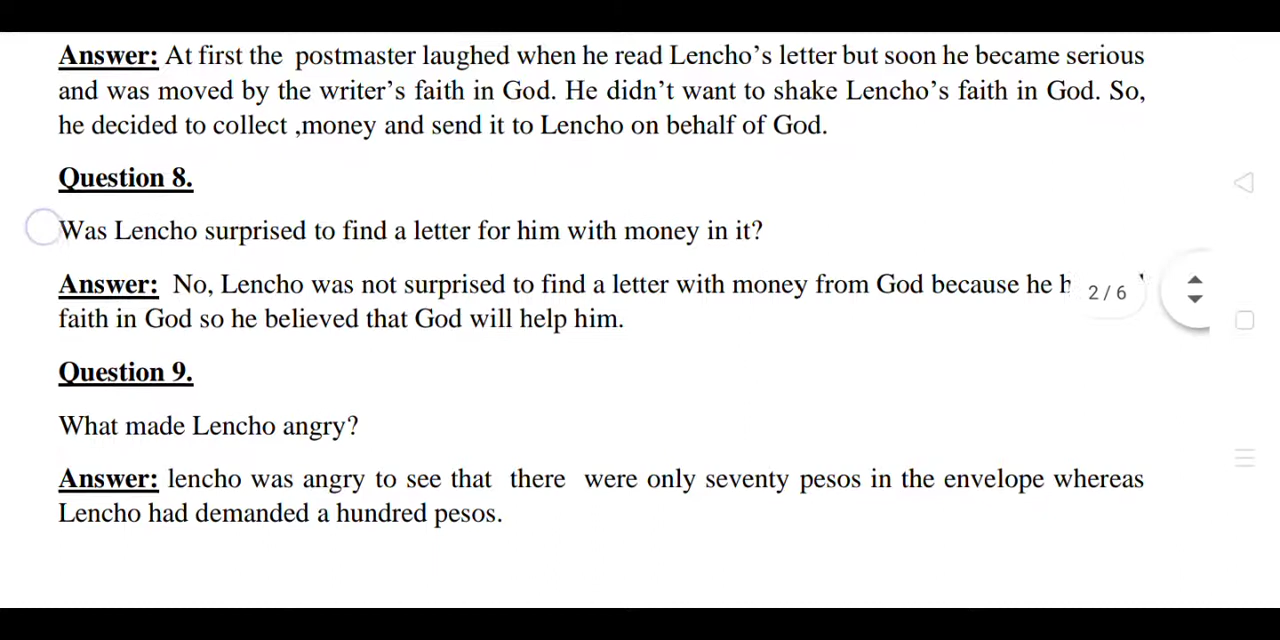 Answer: At first the postmaster laughed when he read Lencho's letter but soon he became serious
and was moved by the writer's faith in God. He didn't want to shake Lencho's faith in God. So,
he decided to collect ,money and send it to Lencho on behalf of God.
Question 8.
Was Lencho surprised to find a letter for him with money in it?
Answer: No, Lencho was not surprised to find a letter with money from God because he
2 / 6
faith in God so he believed that God will help him.
Question 9.
What made Lencho angry?
Answer: lencho was angry to see that there were only seventy pesos in the envelope whereas
Lencho had demanded a hundred pesos.